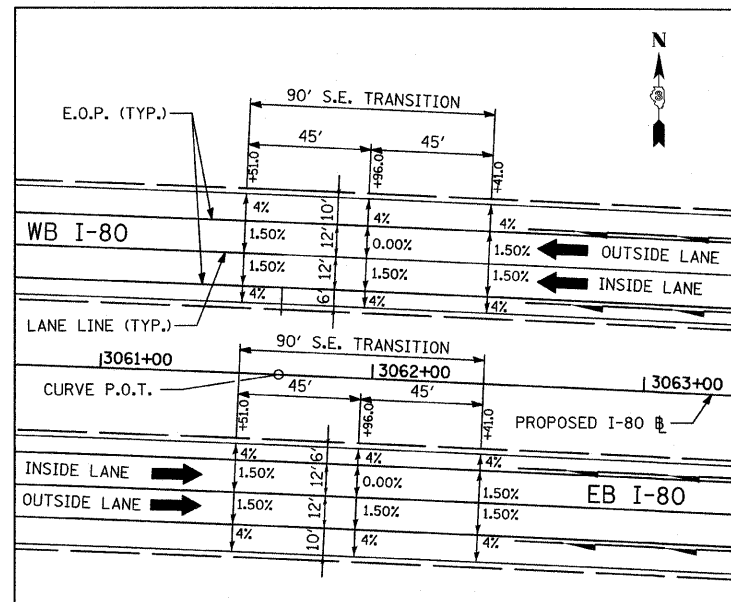 N
90' S.E. TRANSITION
E.O.P. (TYP.)
45' 45'
+51.0 +96.0 +41.0
4% 10' 4% 4%
WB I-80 1.50% 12' 0.00% 1.50% OUTSIDE LANE
1.50% 12' 1.50% 1.50% INSIDE LANE
4% 6' 4% 4%
LANE LINE (TYP.)
90' S.E. TRANSITION
3061+00 3062+00 3063+00
CURVE P.O.T. 45' 45'
PROPOSED I-80 ⅊
+51.0 +96.0 +41.0
4% 6' 4% 4%
INSIDE LANE 1.50% 12' 0.00% 1.50% EB I-80
OUTSIDE LANE 1.50% 12' 1.50% 1.50%
4% 10' 4% 4%